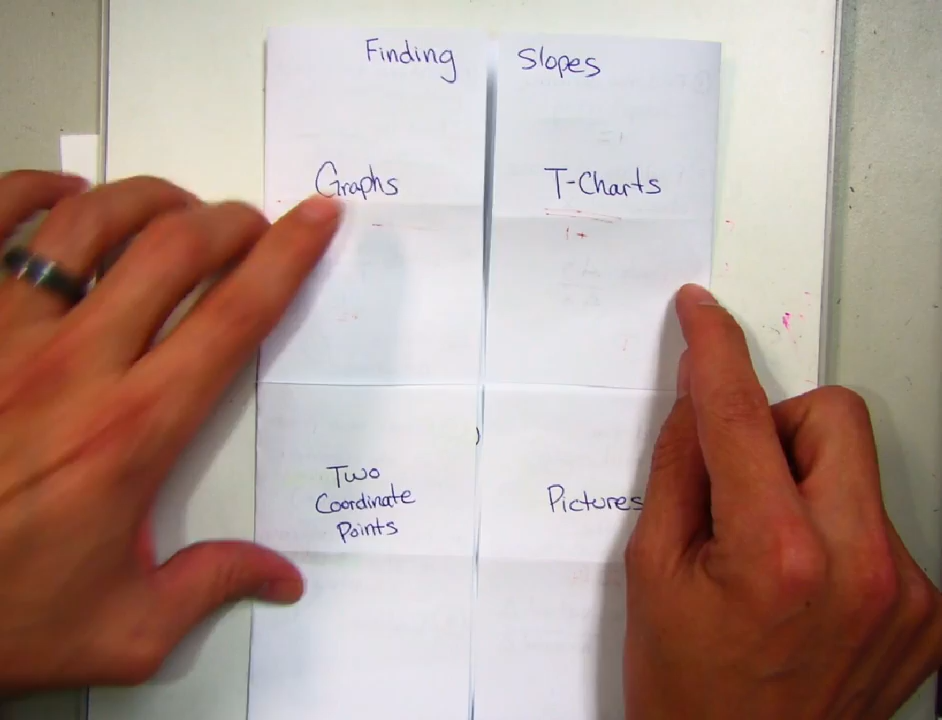 Finding Slopes
Graphs
T-Charts
Two
Coordinate
Points
Pictures